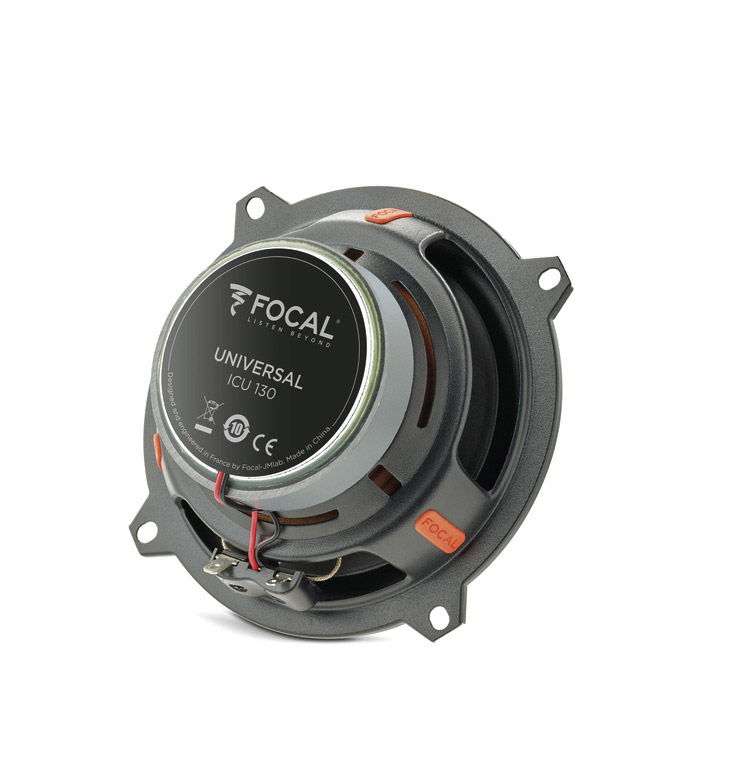 FOCAL
FOCAL®
LISTEN BEYOND
UNIVERSAL
ICU 130
10
CE
Designed and engineered in France by Focal-JMlab. Made in China.
FOCAL